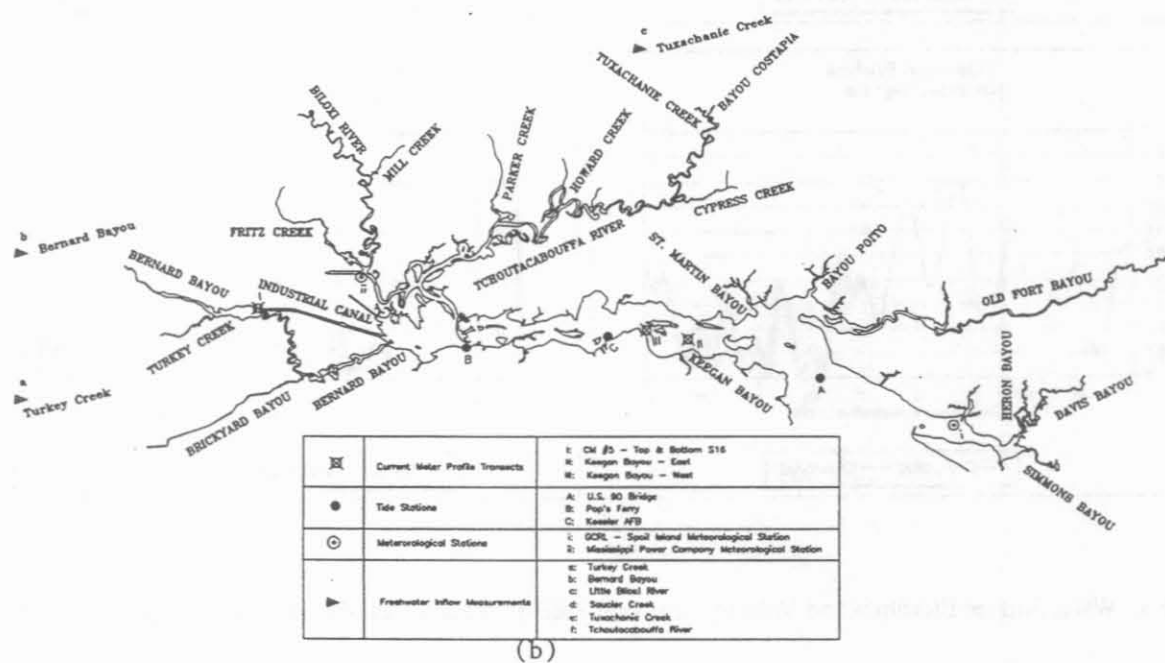 c
Tuxachanie Creek
TUXACHANIE CREEK
BAYOU COSTAPIA
BILOXI RIVER
MILL CREEK
PARKER CREEK
HOWARD CREEK
CYPRESS CREEK
b
Bernard Bayou
FRITZ CREEK
TCHOUTACABOUFFA RIVER
ST. MARTIN BAYOU
BAYOU POITO
BERNARD BAYOU
INDUSTRIAL CANAL
OLD FORT BAYOU
TURKEY CREEK
B
C
KEEGAN BAYOU
A
HERON BAYOU
DAVIS BAYOU
a
Turkey Creek
BRICKYARD BAYOU
BERNARD BAYOU
SIMMONS BAYOU
Current Meter Profile Transects
I: CM #5 – Top & Bottom S16
II: Keegan Bayou – East
III: Keegan Bayou – West
Tide Stations
A: U.S. 90 Bridge
B: Pop's Ferry
C: Keesler AFB
Meterorological Stations
i: GCRL – Spoil Island Meteorological Station
ii: Mississippi Power Company Meteorological Station
Freshwater Inflow Measurements
a: Turkey Creek
b: Bernard Bayou
c: Little Biloxi River
d: Saucier Creek
e: Tuxachanie Creek
f: Tchoutacabouffa River
(b)